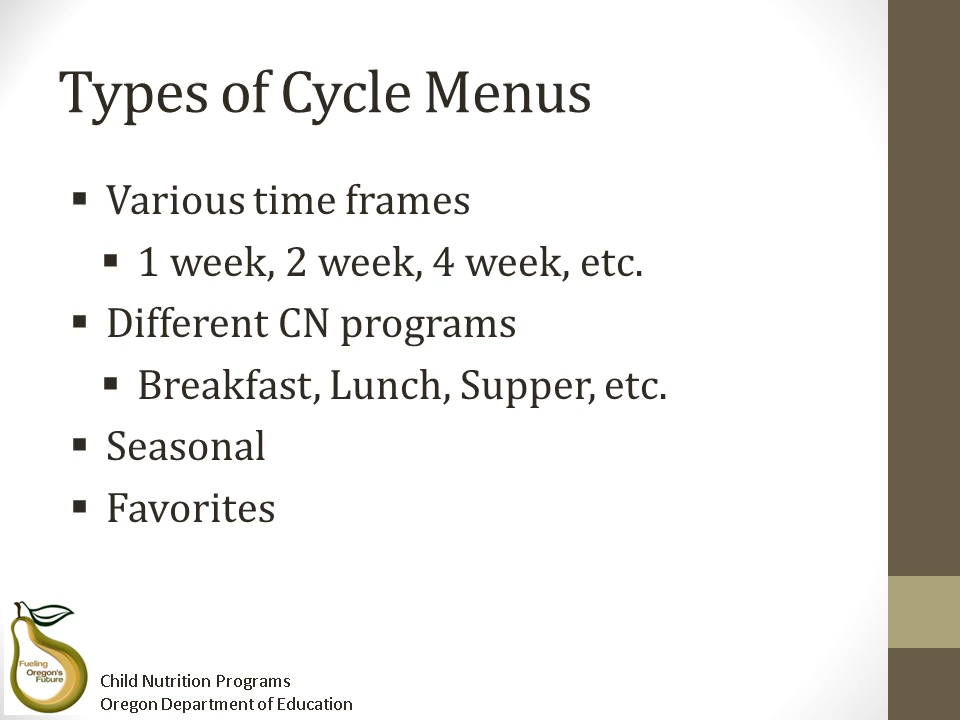 Types of Cycle Menus
▪ Various time frames
▪ 1 week, 2 week, 4 week, etc.
▪ Different CN programs
▪ Breakfast, Lunch, Supper, etc.
▪ Seasonal
▪ Favorites
Fueling
Oregon's
Future
Child Nutrition Programs
Oregon Department of Education